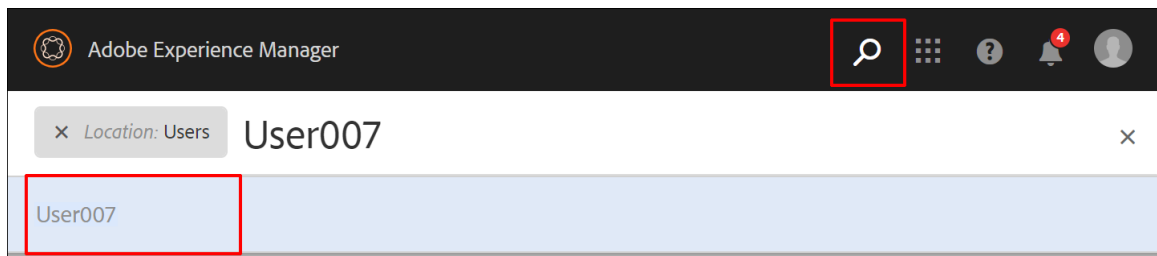 Adobe Experience Manager
? 4
× Location: Users User007 ×
User007